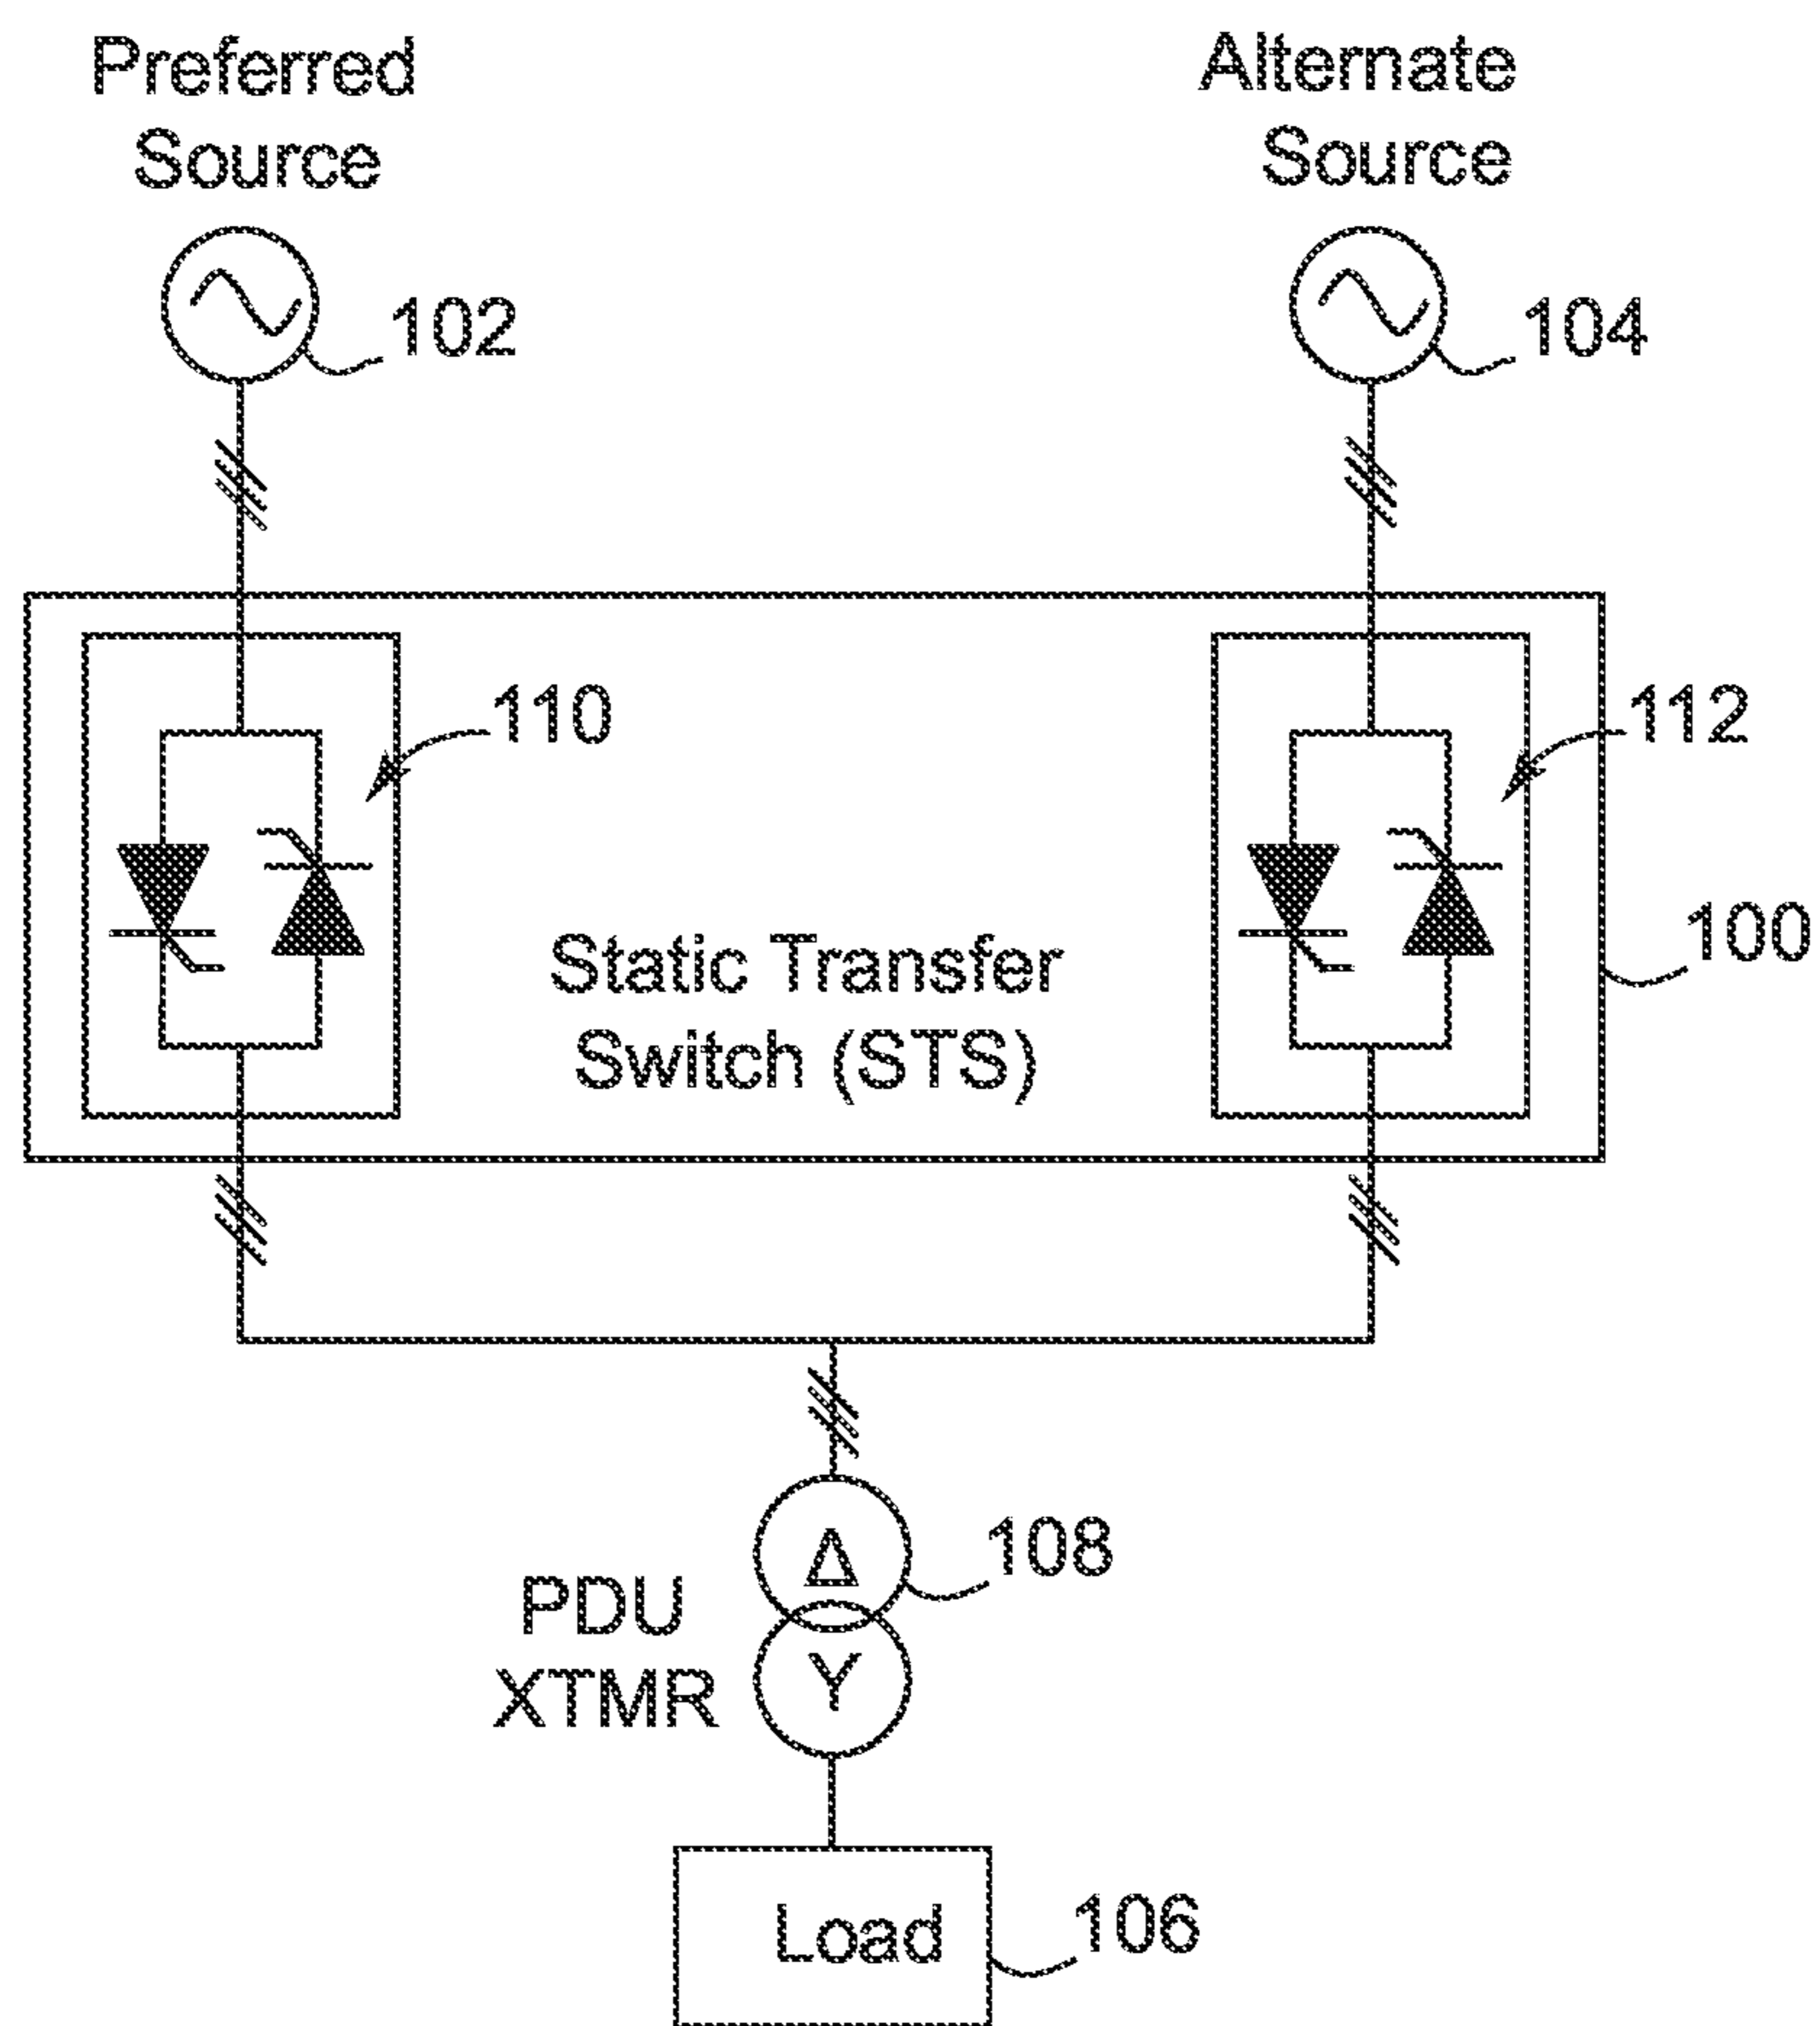 Preferred
Source
Alternate
Source
102
104
110
112
100
Static Transfer
Switch (STS)
Δ
108
PDU
XTMR
Y
Load
106